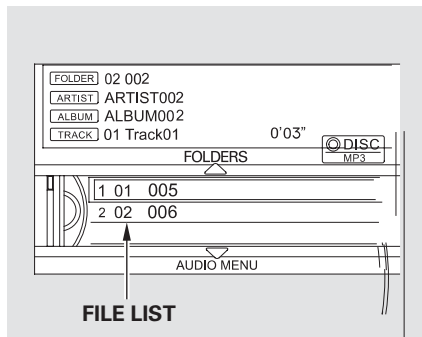 FOLDER 02 002
ARTIST ARTIST002
ALBUM ALBUM002
TRACK 01 Track01 0'03"
DISC
MP3
FOLDERS
1 01 005
2 02 006
AUDIO MENU
FILE LIST